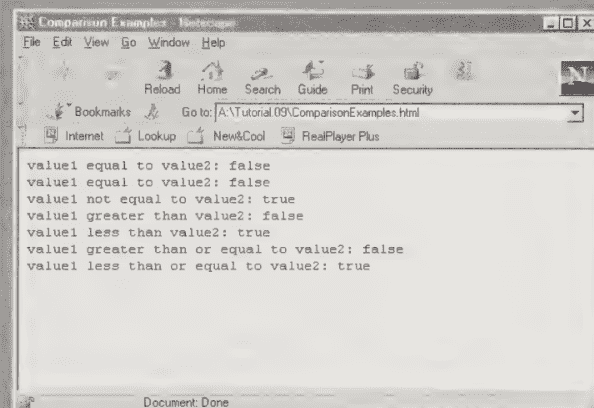 Comparison Examples - Netscape
File Edit View Go Window Help
Reload Home Search Guide Print Security
N
Bookmarks Go to: A:\Tutorial.09\ComparisonExamples.html
Internet Lookup New&Cool RealPlayer Plus
value1 equal to value2: false
value1 equal to value2: false
value1 not equal to value2: true
value1 greater than value2: false
value1 less than value2: true
value1 greater than or equal to value2: false
value1 less than or equal to value2: true
Document: Done